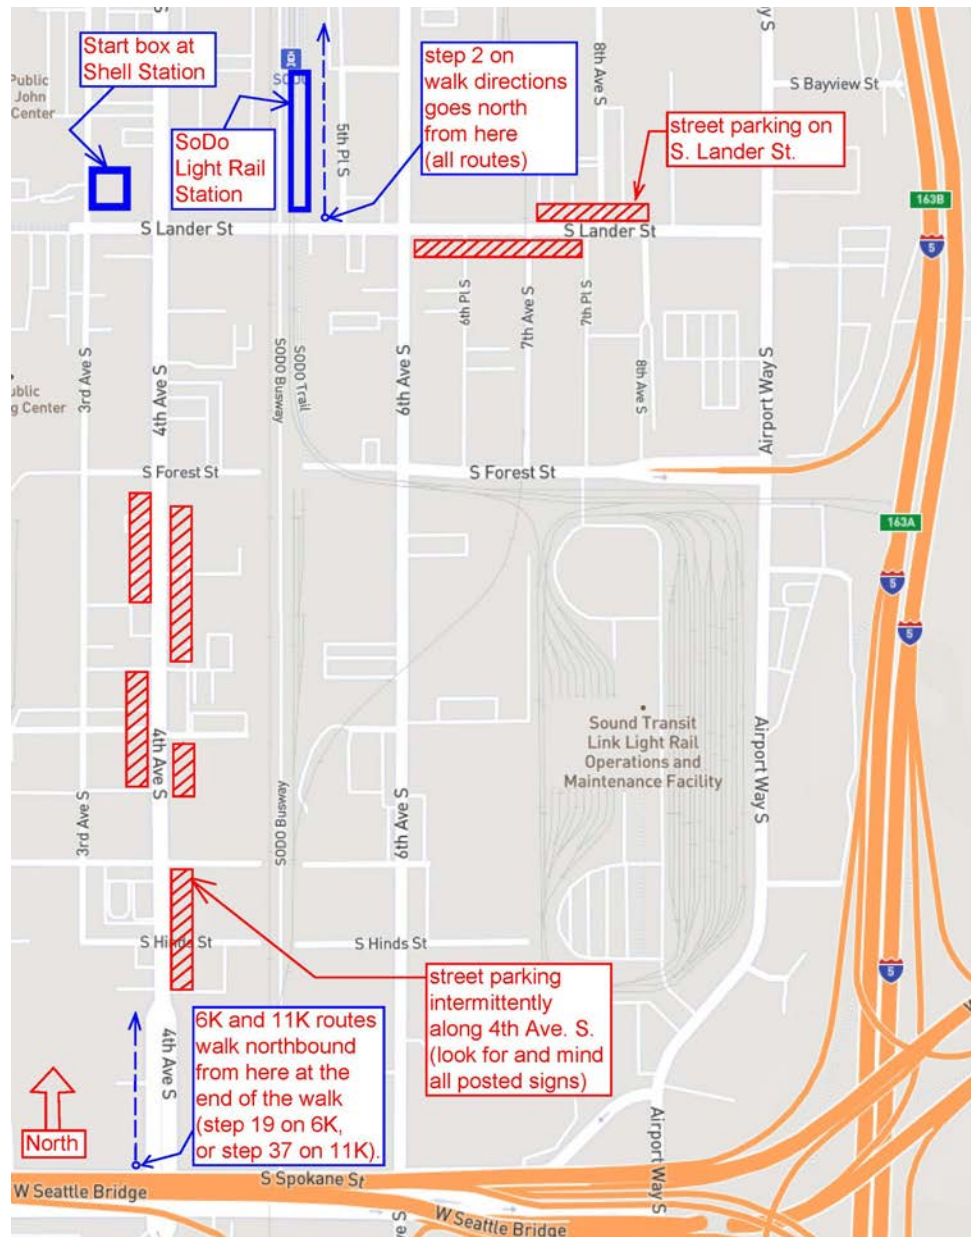 Start box at
Shell Station
SODO
step 2 on
walk directions
goes north
from here
(all routes)
8th Ave S
S Bayview St
Public
John
Center
SoDo
Light Rail
Station
5th Pl S
street parking on
S. Lander St.
163B
S Lander St
S Lander St
5
6th Pl S
7th Ave S
7th Pl S
3rd Ave S
4th Ave S
SODO Busway
SODO Trail
6th Ave S
8th Ave S
Airport Way S
g Center
S Forest St
S Forest St
163A
5
5
Sound Transit
Link Light Rail
Operations and
Maintenance Facility
4th Ave S
3rd Ave S
SODO Busway
6th Ave S
Airport Way S
S Hinds St
S Hinds St
5
street parking
intermittently
along 4th Ave. S.
(look for and mind
all posted signs)
6K and 11K routes
walk northbound
from here at the
end of the walk
(step 19 on 6K,
or step 37 on 11K).
4th Ave S
North
Airport Way S
S Spokane St
W Seattle Bridge
W Seattle Bridge